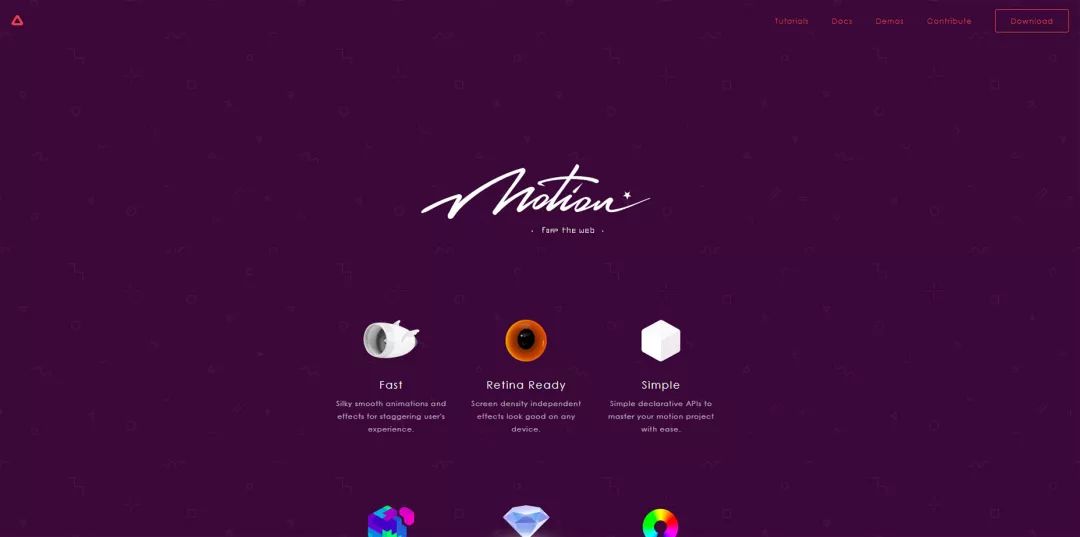 Tutorials Docs Demos Contribute Download
Motion
for the web
Fast
Silky smooth animations and
effects for staggering user's
experience.
Retina Ready
Screen density independent
effects look good on any
device.
Simple
Simple declarative APIs to
master your motion project
with ease.